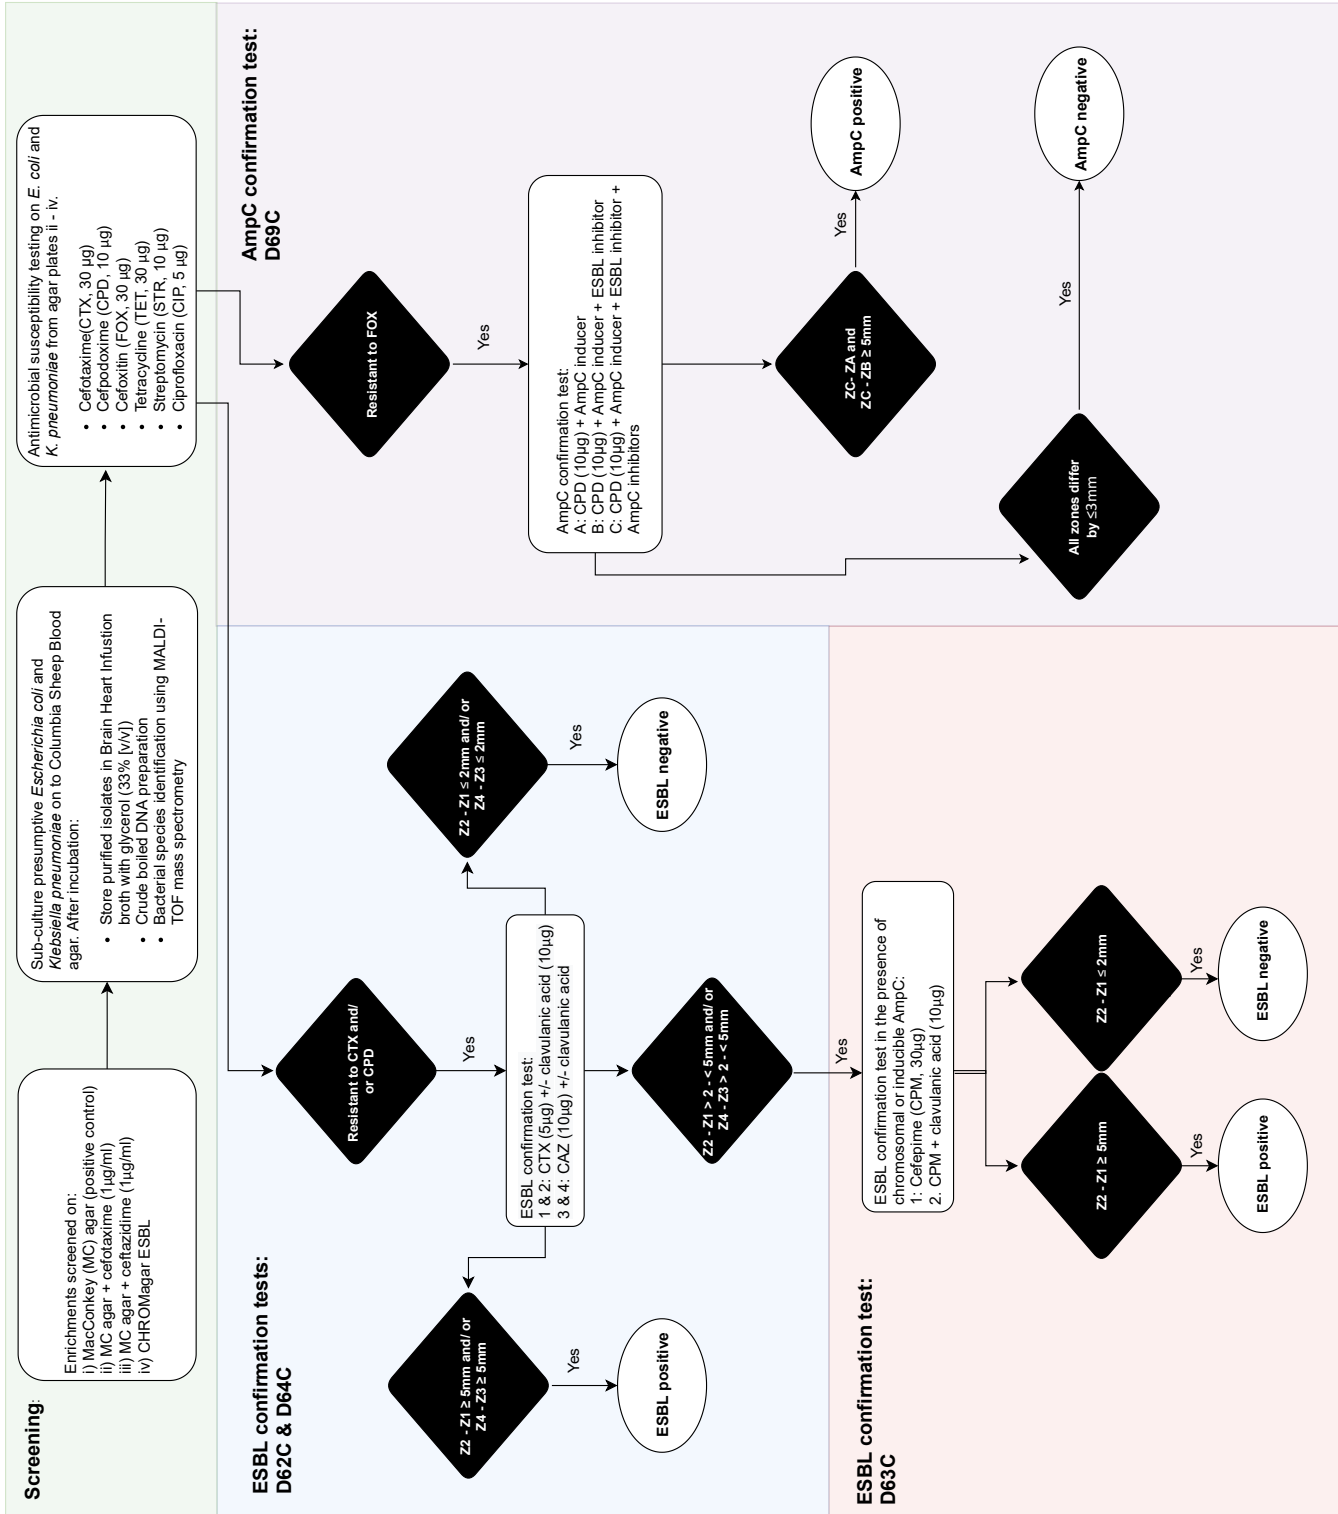 Screening:
Enrichments screened on:
i) MacConkey (MC) agar (positive control)
ii) MC agar + cefotaxime (1μg/ml)
iii) MC agar + ceftazidime (1μg/ml)
iv) CHROMagar ESBL
Sub-culture presumptive Escherichia coli and
Klebsiella pneumoniae on to Columbia Sheep Blood
agar. After incubation:
• Store purified isolates in Brain Heart Infustion
broth with glycerol (33% [v/v])
• Crude boiled DNA preparation
• Bacterial species identification using MALDI-
TOF mass spectrometry
Antimicrobial susceptibility testing on E. coli and
K. pneumoniae from agar plates ii - iv.
• Cefotaxime(CTX, 30 μg)
• Cefpodoxime (CPD, 10 μg)
• Cefoxitin (FOX, 30 μg)
• Tetracycline (TET, 30 μg)
• Streptomycin (STR, 10 μg)
• Ciprofloxacin (CIP, 5 μg)
ESBL confirmation tests:
D62C & D64C
Resistant to CTX and/
or CPD
Yes
ESBL confirmation test:
1 & 2: CTX (5μg) +/- clavulanic acid (10μg)
3 & 4: CAZ (10μg) +/- clavulanic acid
Z2 - Z1 ≥ 5mm and/ or
Z4 - Z3 ≥ 5mm
Yes
ESBL positive
Z2 - Z1 > 2 - < 5mm and/ or
Z4 - Z3 > 2 - < 5mm
Yes
Z2 - Z1 ≤ 2mm and/ or
Z4 - Z3 ≤ 2mm
Yes
ESBL negative
AmpC confirmation test:
D69C
Resistant to FOX
Yes
AmpC confirmation test:
A: CPD (10μg) + AmpC inducer
B: CPD (10μg) + AmpC inducer + ESBL inhibitor
C: CPD (10μg) + AmpC inducer + ESBL inhibitor +
AmpC inhibitors
ZC- ZA and
ZC - ZB ≥ 5mm
Yes
AmpC positive
All zones differ
by ≤3mm
Yes
AmpC negative
ESBL confirmation test:
D63C
ESBL confirmation test in the presence of
chromosomal or inducible AmpC:
1: Cefepime (CPM, 30μg)
2. CPM + clavulanic acid (10μg)
Z2 - Z1 ≥ 5mm
Yes
ESBL positive
Z2 - Z1 ≤ 2mm
Yes
ESBL negative